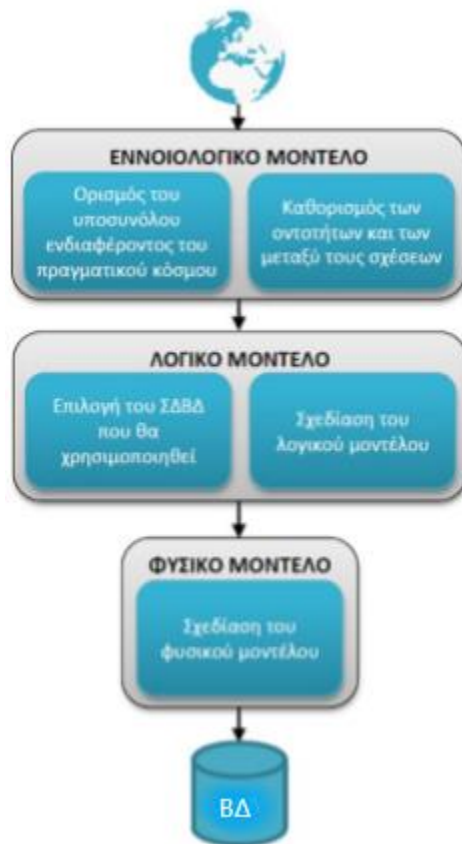 ΕΝΝΟΙΟΛΟΓΙΚΟ ΜΟΝΤΕΛΟ
Ορισμός του
υποσυνόλου
ενδιαφέροντος του
πραγματικού κόσμου
Καθορισμός των
οντοτήτων και των
μεταξύ τους σχέσεων
ΛΟΓΙΚΟ ΜΟΝΤΕΛΟ
Επιλογή του ΣΔΒΔ
που θα
χρησιμοποιηθεί
Σχεδίαση του
λογικού μοντέλου
ΦΥΣΙΚΟ ΜΟΝΤΕΛΟ
Σχεδίαση του
φυσικού μοντέλου
ΒΔ